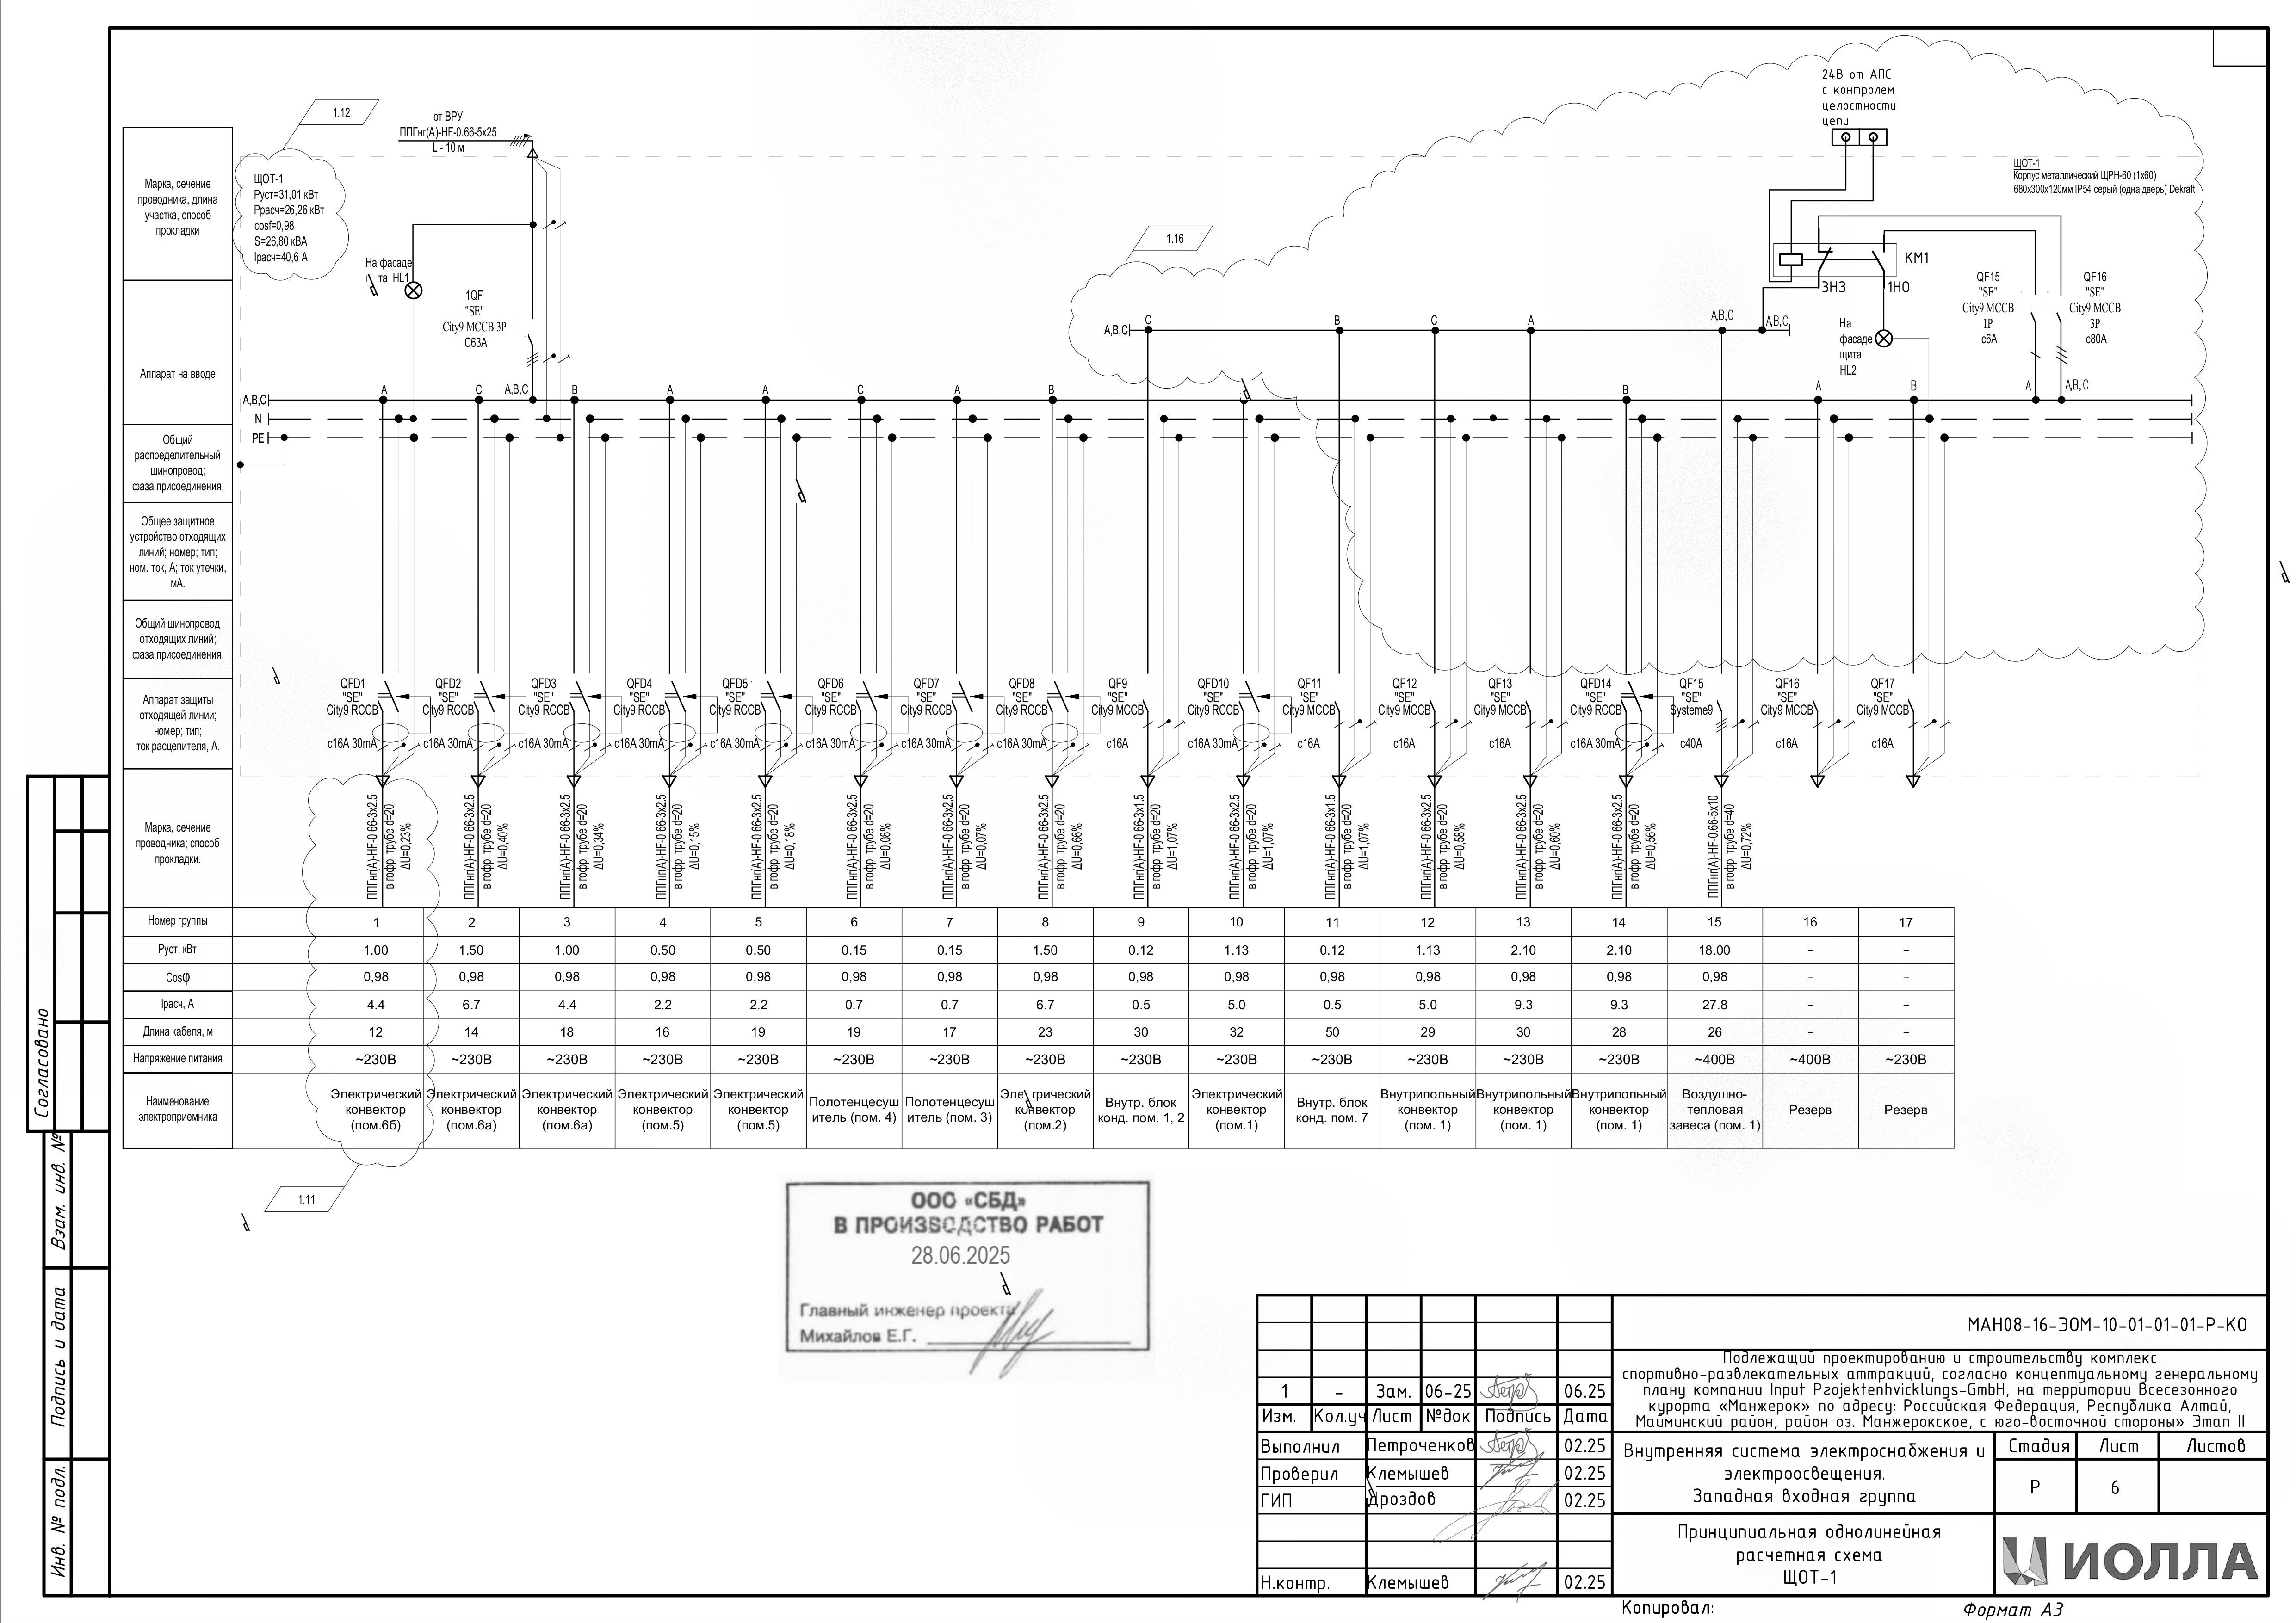 1.12
от ВРУ
ППГнг(А)-HF-0.66-5х25
L - 10 м
ЩОТ-1
Руст=31,01 кВт
Ррасч=26,26 кВт
cosf=0,98
S=26,80 кВА
Iрасч=40,6 А
На фасаде
та HL1
1QF
"SE"
City9 MCCB 3P
C63A
24В от АПС
с контролем
целостности
цепи
ЩОТ-1
Корпус металлический ЩРН-60 (1х60)
680х300х120мм IP54 серый (одна дверь) Dekraft
1.16
КМ1
3НЗ
1НО
На
фасаде
щита
HL2
QF15
"SE"
City9 MCCB
1P
c6A
QF16
"SE"
City9 MCCB
3P
c80A
A,B,C
C
B
C
A
A,B,C
A,B,C
A,B,C
A
C
A,B,C
B
A
A
C
A
B
B
A
B
A
A,B,C
N
PE
Марка, сечение
проводника, длина
участка, способ
прокладки
Аппарат на вводе
Общий
распределительный
шинопровод;
фаза присоединения.
Общее защитное
устройство отходящих
линий; номер; тип;
ном. ток, А; ток утечки,
мА.
Общий шинопровод
отходящих линий;
фаза присоединения.
Аппарат защиты
отходящей линии;
номер; тип;
ток расцепителя, А.
Марка, сечение
проводника; способ
прокладки.
QFD1 QFD2 QFD3 QFD4 QFD5 QFD6 QFD7 QFD8 QF9 QFD10 QF11 QF12 QF13 QFD14 QF15 QF16 QF17
"SE" "SE" "SE" "SE" "SE" "SE" "SE" "SE" "SE" "SE" "SE" "SE" "SE" "SE" "SE" "SE" "SE"
City9 RCCB City9 RCCB City9 RCCB City9 RCCB City9 RCCB City9 RCCB City9 RCCB City9 RCCB City9 MCCB City9 RCCB City9 MCCB City9 MCCB City9 MCCB City9 RCCB Systeme9 City9 MCCB City9 MCCB
c16A 30mA c16A 30mA c16A 30mA c16A 30mA c16A 30mA c16A 30mA c16A 30mA c16A 30mA c16A c16A 30mA c16A c16A c16A c16A 30mA c40A c16A c16A
ППГнг(А)-HF-0.66-3х2.5
в гофр. трубе d=20
ΔU=0,23%
ППГнг(А)-HF-0.66-3х2.5
в гофр. трубе d=20
ΔU=0,40%
ППГнг(А)-HF-0.66-3х2.5
в гофр. трубе d=20
ΔU=0,34%
ППГнг(А)-HF-0.66-3х2.5
в гофр. трубе d=20
ΔU=0,15%
ППГнг(А)-HF-0.66-3х2.5
в гофр. трубе d=20
ΔU=0,18%
ППГнг(А)-HF-0.66-3х2.5
в гофр. трубе d=20
ΔU=0,08%
ППГнг(А)-HF-0.66-3х2.5
в гофр. трубе d=20
ΔU=0,07%
ППГнг(А)-HF-0.66-3х2.5
в гофр. трубе d=20
ΔU=0,66%
ППГнг(А)-HF-0.66-3х1.5
в гофр. трубе d=20
ΔU=1,07%
ППГнг(А)-HF-0.66-3х2.5
в гофр. трубе d=20
ΔU=1,07%
ППГнг(А)-HF-0.66-3х1.5
в гофр. трубе d=20
ΔU=1,07%
ППГнг(А)-HF-0.66-3х2.5
в гофр. трубе d=20
ΔU=0,58%
ППГнг(А)-HF-0.66-3х2.5
в гофр. трубе d=20
ΔU=0,60%
ППГнг(А)-HF-0.66-3х2.5
в гофр. трубе d=20
ΔU=0,56%
ППГнг(А)-HF-0.66-5х10
в гофр. трубе d=40
ΔU=0,72%
Номер группы 1 2 3 4 5 6 7 8 9 10 11 12 13 14 15 16 17
Руст, кВт 1.00 1.50 1.00 0.50 0.50 0.15 0.15 1.50 0.12 1.13 0.12 1.13 2.10 2.10 18.00 – –
Cosφ 0,98 0,98 0,98 0,98 0,98 0,98 0,98 0,98 0,98 0,98 0,98 0,98 0,98 0,98 0,98 – –
Iрасч, А 4.4 6.7 4.4 2.2 2.2 0.7 0.7 6.7 0.5 5.0 0.5 5.0 9.3 9.3 27.8 – –
Длина кабеля, м 12 14 18 16 19 19 17 23 30 32 50 29 30 28 26 – –
Напряжение питания ~230В ~230В ~230В ~230В ~230В ~230В ~230В ~230В ~230В ~230В ~230В ~230В ~230В ~230В ~400В ~400В ~230В
Наименование
электроприемника
Электрический
конвектор
(пом.6б)
Электрический
конвектор
(пом.6а)
Электрический
конвектор
(пом.6а)
Электрический
конвектор
(пом.5)
Электрический
конвектор
(пом.5)
Полотенцесуш
итель (пом. 4)
Полотенцесуш
итель (пом. 3)
Электрический
конвектор
(пом.2)
Внутр. блок
конд. пом. 1, 2
Электрический
конвектор
(пом.1)
Внутр. блок
конд. пом. 7
Внутрипольный
конвектор
(пом. 1)
Внутрипольный
конвектор
(пом. 1)
Внутрипольный
конвектор
(пом. 1)
Воздушно-
тепловая
завеса (пом. 1)
Резерв
Резерв
1.11
ООО «СБД»
В ПРОИЗВОДСТВО РАБОТ
28.06.2025
Главный инженер проекта
Михайлов Е.Г.
Согласовано
Взам. инв. №
Подпись и дата
Инв. № подл.
МАН08-16-ЭОМ-10-01-01-01-Р-КО
Подлежащий проектированию и строительству комплекс
спортивно-развлекательных аттракций, согласно концептуальному генеральному
плану компании Input Projektenhvicklungs-GmbH, на территории Всесезонного
курорта «Манжерок» по адресу: Российская Федерация, Республика Алтай,
Майминский район, район оз. Манжерокское, с юго-восточной стороны» Этап II
1 – Зам. 06-25 06.25
Изм. Кол.уч Лист №док Подпись Дата
Выполнил Петроченков 02.25
Проверил Клемышев 02.25
ГИП Дроздов 02.25
Н.контр. Клемышев 02.25
Внутренняя система электроснабжения и
электроосвещения.
Западная входная группа
Стадия Лист Листов
Р 6
Принципиальная однолинейная
расчетная схема
ЩОТ-1
ИОЛЛА
Копировал:
Формат А3